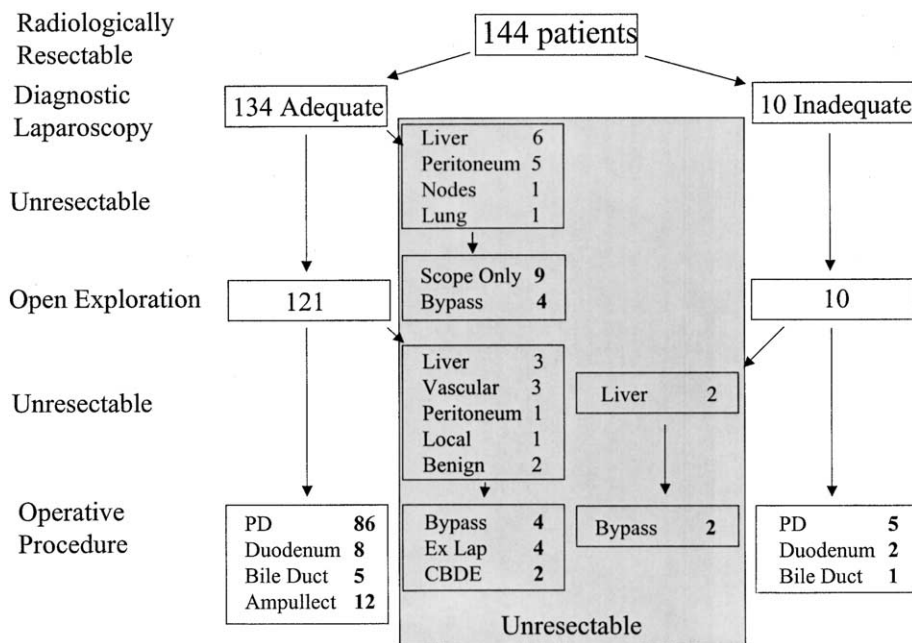 Radiologically
Resectable
144 patients
Diagnostic
Laparoscopy
134 Adequate
10 Inadequate
Liver 6
Peritoneum 5
Nodes 1
Lung 1
Unresectable
Scope Only 9
Bypass 4
Open Exploration
121
10
Liver 3
Vascular 3
Peritoneum 1
Local 1
Benign 2
Liver 2
Unresectable
Operative
Procedure
PD 86
Duodenum 8
Bile Duct 5
Ampullect 12
Bypass 4
Ex Lap 4
CBDE 2
Bypass 2
PD 5
Duodenum 2
Bile Duct 1
Unresectable